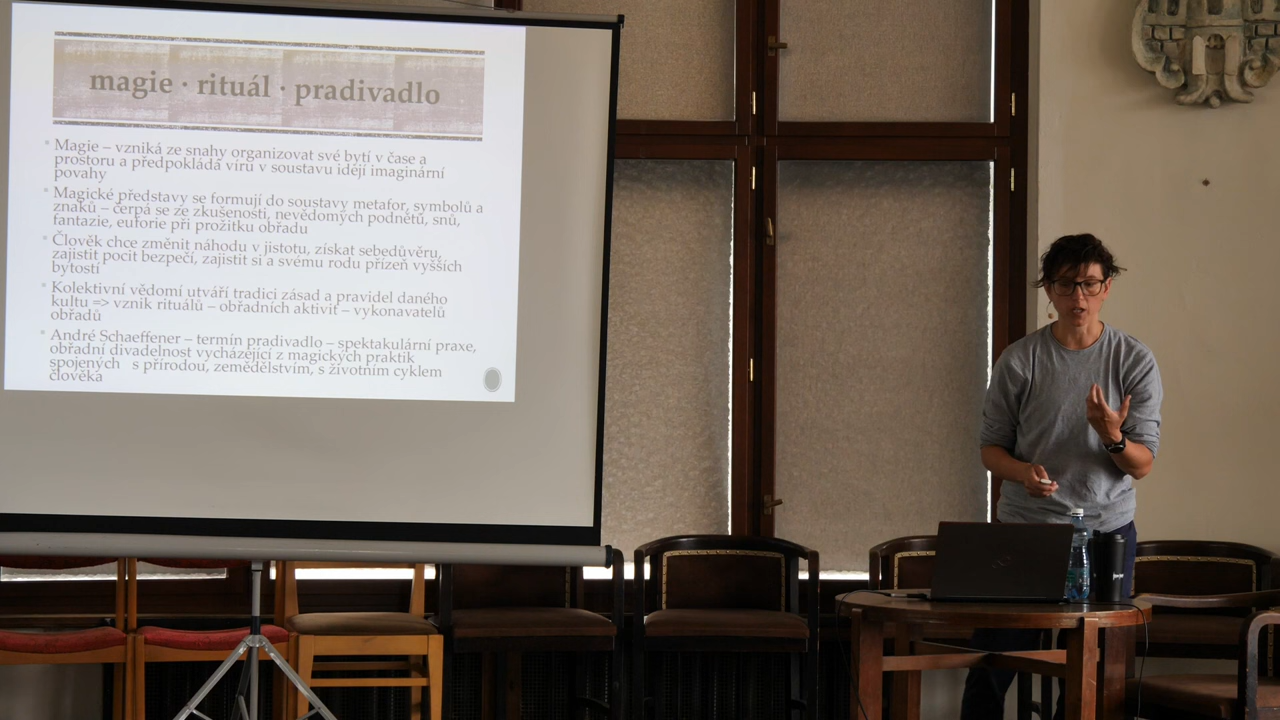 magie · rituál · pradivadlo
Magie – vzniká ze snahy organizovat své bytí v čase a
prostoru a předpokládá víru v soustavu idějí imaginární
povahy
Magické představy se formují do soustavy metafor, symbolů a
znaků – čerpá se ze zkušeností, nevědomých podnětů, snů,
fantazie, euforie při prožitku obřadu
Člověk chce změnit náhodu v jistotu, získat sebedůvěru,
zajistit pocit bezpečí, zajistit si a svému rodu přízeň vyšších
bytostí
Kolektivní vědomí utváří tradici zásad a pravidel daného
kultu => vznik rituálů – obřadních aktivit – vykonavatelů
obřadů
André Schaeffener – termín pradivadlo – spektakulární praxe,
obřadní divadelnost vycházející z magických praktik
spojených s přírodou, zemědělstvím, s životním cyklem
člověka